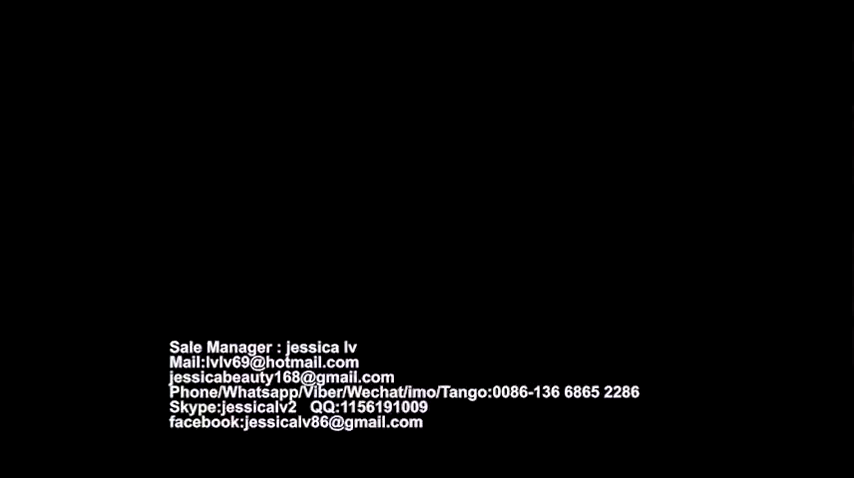 Sale Manager : jessica lv
Mail:lvlv69@hotmail.com
jessicabeauty168@gmail.com
Phone/Whatsapp/Viber/Wechat/imo/Tango:0086-136 6865 2286
Skype:jessicalv2   QQ:1156191009
facebook:jessicalv86@gmail.com